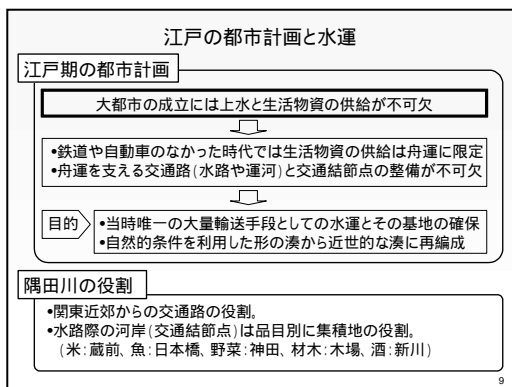 江戸の都市計画と水運
江戸期の都市計画
大都市の成立には上水と生活物資の供給が不可欠
•鉄道や自動車のなかった時代では生活物資の供給は舟運に限定
•舟運を支える交通路(水路や運河)と交通結節点の整備が不可欠
目的
•当時唯一の大量輸送手段としての水運とその基地の確保
•自然的条件を利用した形の湊から近世的な湊に再編成
隅田川の役割
•関東近郊からの交通路の役割。
•水路際の河岸(交通結節点)は品目別に集積地の役割。
(米:蔵前、魚:日本橋、野菜:神田、材木:木場、酒:新川)
9